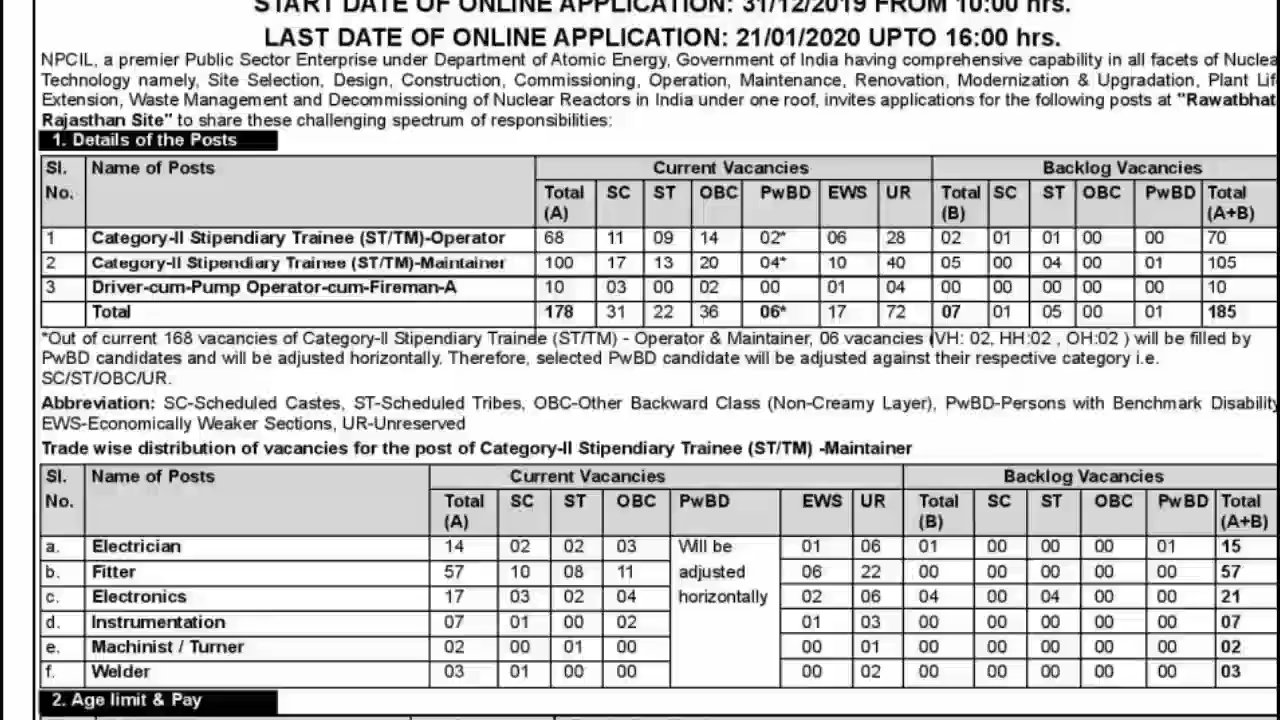 START DATE OF ONLINE APPLICATION: 31/12/2019 FROM 10:00 hrs.
LAST DATE OF ONLINE APPLICATION: 21/01/2020 UPTO 16:00 hrs.
NPCIL, a premier Public Sector Enterprise under Department of Atomic Energy, Government of India having comprehensive capability in all facets of Nuclea
Technology namely, Site Selection, Design, Construction, Commissioning, Operation, Maintenance, Renovation, Modernization & Upgradation, Plant Lif
Extension, Waste Management and Decommissioning of Nuclear Reactors in India under one roof, invites applications for the following posts at "Rawatbhat
Rajasthan Site" to share these challenging spectrum of responsibilities:
1. Details of the Posts
Sl. Name of Posts Current Vacancies Backlog Vacancies
No. Total SC ST OBC PwBD EWS UR Total SC ST OBC PwBD Total
(A) (B) (A+B)
1 Category-II Stipendiary Trainee (ST/TM)-Operator 68 11 09 14 02* 06 28 02 01 01 00 00 70
2 Category-II Stipendiary Trainee (ST/TM)-Maintainer 100 17 13 20 04* 10 40 05 00 04 00 01 105
3 Driver-cum-Pump Operator-cum-Fireman-A 10 03 00 02 00 01 04 00 00 00 00 00 10
Total 178 31 22 36 06* 17 72 07 01 05 00 01 185
*Out of current 168 vacancies of Category-II Stipendiary Trainee (ST/TM) - Operator & Maintainer, 06 vacancies (VH: 02, HH:02 , OH:02 ) will be filled by
PwBD candidates and will be adjusted horizontally. Therefore, selected PwBD candidate will be adjusted against their respective category i.e.
SC/ST/OBC/UR.
Abbreviation: SC-Scheduled Castes, ST-Scheduled Tribes, OBC-Other Backward Class (Non-Creamy Layer), PwBD-Persons with Benchmark Disability
EWS-Economically Weaker Sections, UR-Unreserved
Trade wise distribution of vacancies for the post of Category-II Stipendiary Trainee (ST/TM) -Maintainer
Sl. Name of Posts Current Vacancies Backlog Vacancies
No. Total SC ST OBC PwBD EWS UR Total SC ST OBC PwBD Total
(A) (B) (A+B)
a. Electrician 14 02 02 03 Will be 01 06 01 00 00 00 01 15
b. Fitter 57 10 08 11 adjusted 06 22 00 00 00 00 00 57
c. Electronics 17 03 02 04 horizontally 02 06 04 00 04 00 00 21
d. Instrumentation 07 01 00 02 01 03 00 00 00 00 00 07
e. Machinist / Turner 02 00 01 00 00 01 00 00 00 00 00 02
f. Welder 03 01 00 00 00 02 00 00 00 00 00 03
2. Age limit & Pay